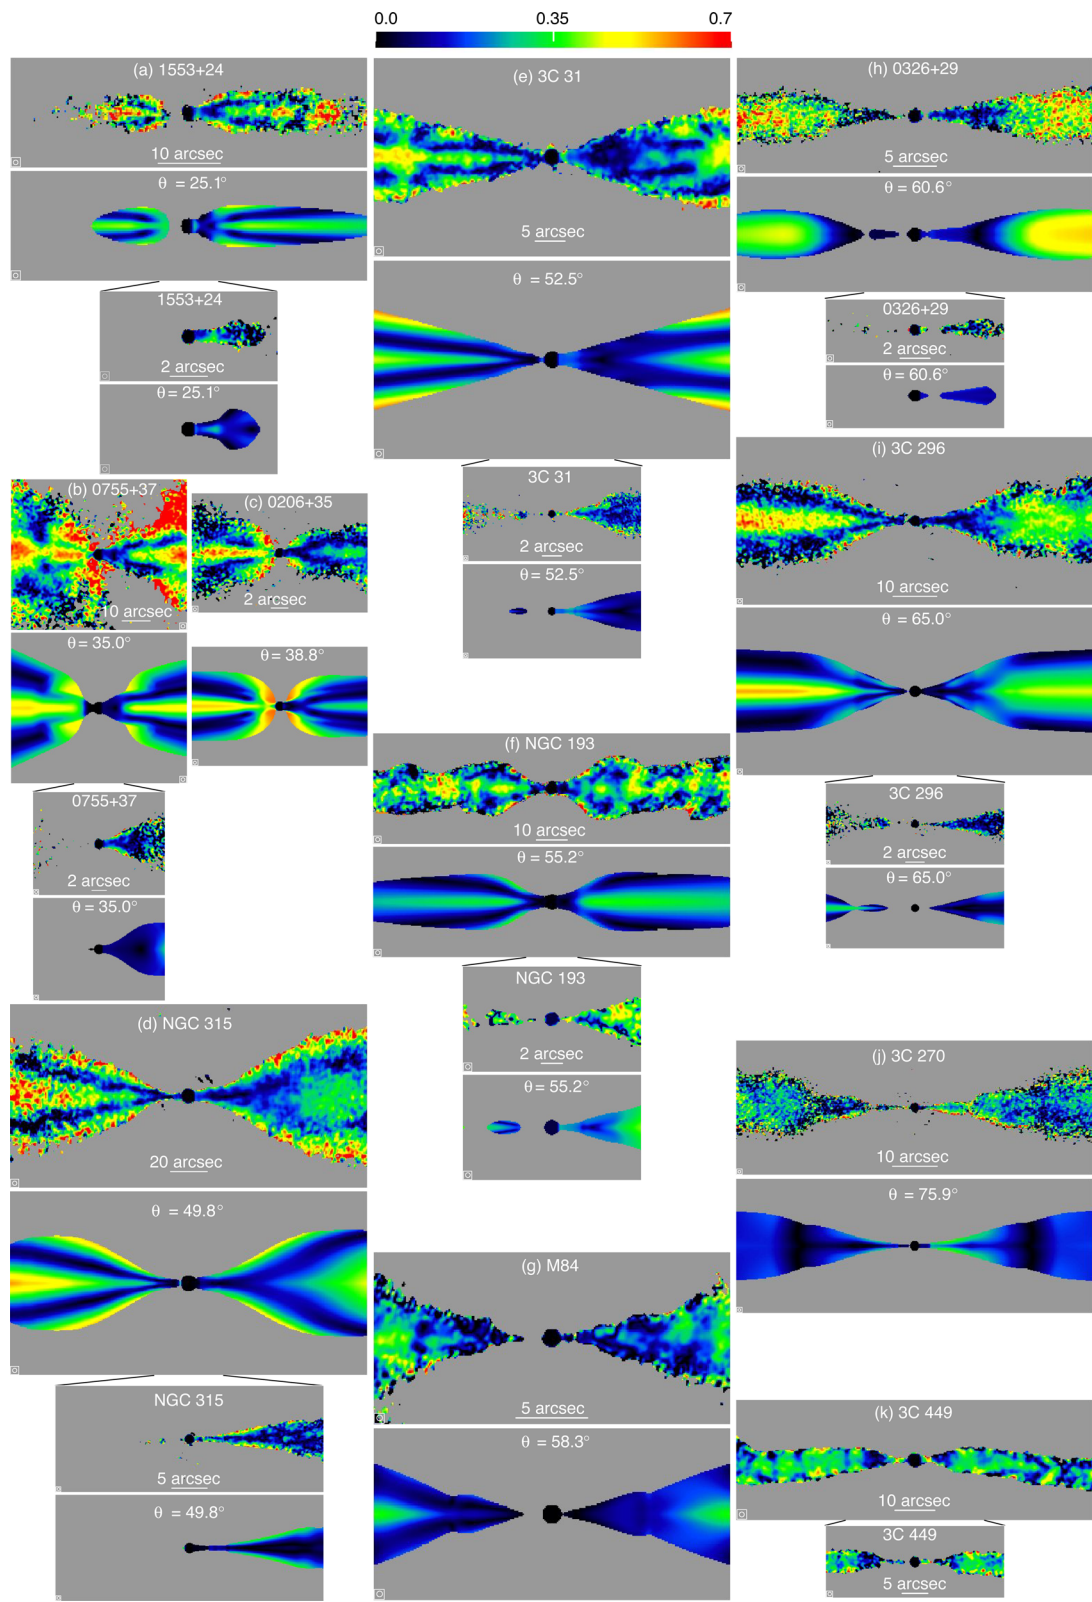 0.0 0.35 0.7
(a) 1553+24
10 arcsec
θ = 25.1°
1553+24
2 arcsec
θ = 25.1°
(b) 0755+37
10 arcsec
θ = 35.0°
0755+37
2 arcsec
θ = 35.0°
(c) 0206+35
2 arcsec
θ = 38.8°
(d) NGC 315
20 arcsec
θ = 49.8°
NGC 315
5 arcsec
θ = 49.8°
(e) 3C 31
5 arcsec
θ = 52.5°
3C 31
2 arcsec
θ = 52.5°
(f) NGC 193
10 arcsec
θ = 55.2°
NGC 193
2 arcsec
θ = 55.2°
(g) M84
5 arcsec
θ = 58.3°
(h) 0326+29
5 arcsec
θ = 60.6°
0326+29
2 arcsec
θ = 60.6°
(i) 3C 296
10 arcsec
θ = 65.0°
3C 296
2 arcsec
θ = 65.0°
(j) 3C 270
10 arcsec
θ = 75.9°
(k) 3C 449
10 arcsec
3C 449
5 arcsec